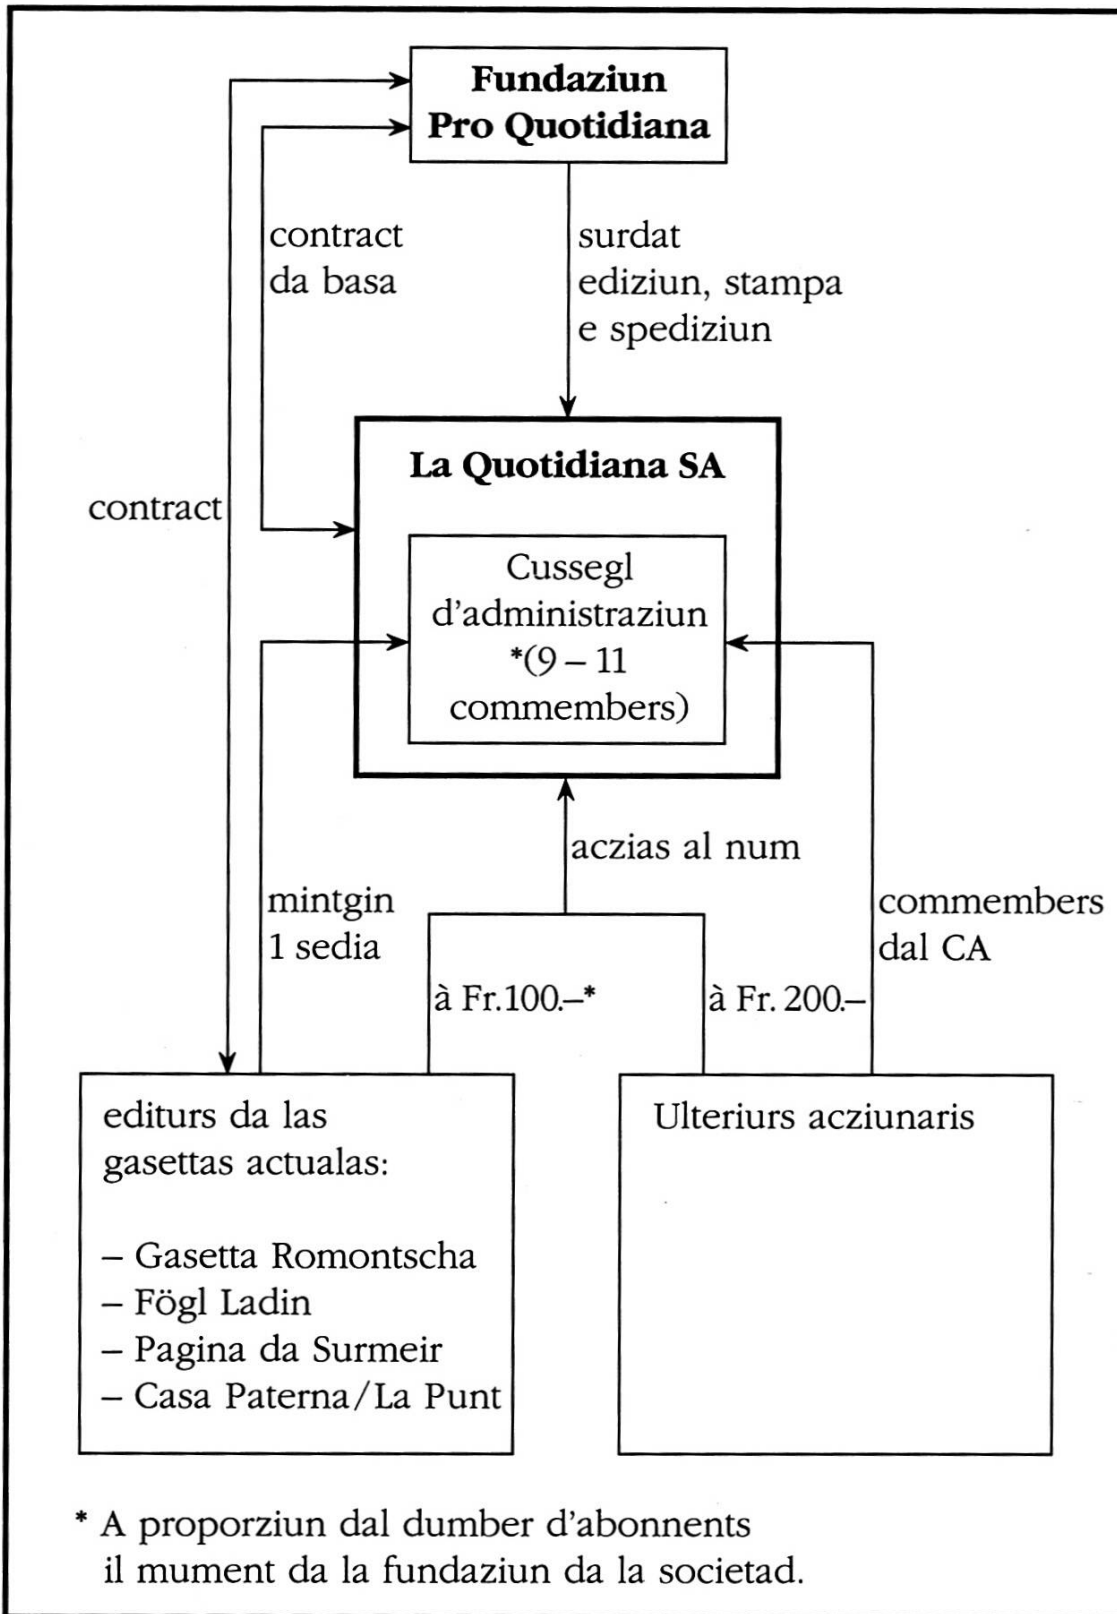 Fundaziun
Pro Quotidiana
contract
da basa
surdat
ediziun, stampa
e spediziun
La Quotidiana SA
contract
Cussegl
d'administraziun
*(9 – 11
commembers)
aczias al num
mintgin
1 sedia
commembers
dal CA
à Fr.100.–*
à Fr. 200.–
editurs da las
gasettas actualas:
– Gasetta Romontscha
– Fögl Ladin
– Pagina da Surmeir
– Casa Paterna/La Punt
Ulteriurs acziunaris
* A proporziun dal dumber d'abonnents
il mument da la fundaziun da la societad.